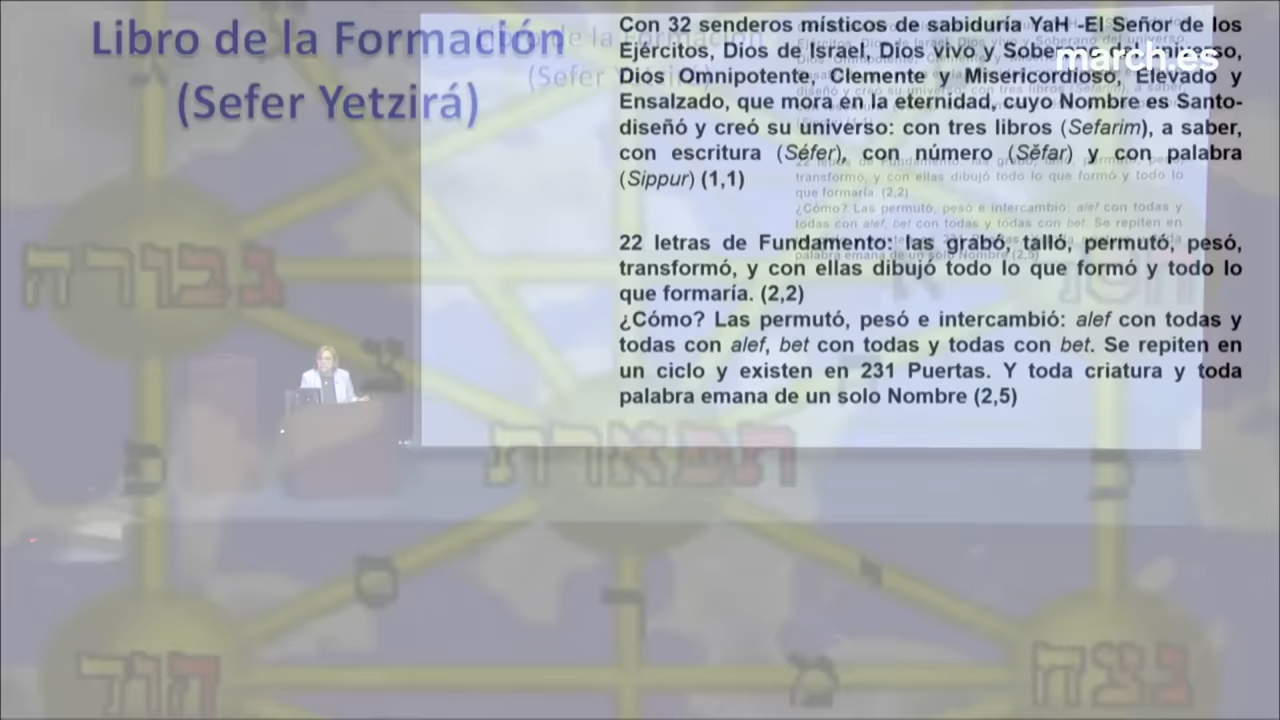 Libro de la Formación
(Sefer Yetzirá)
Con 32 senderos místicos de sabiduría YaH -El Señor de los
Ejércitos, Dios de Israel, Dios vivo y Soberano del universo,
march.es
Dios Omnipotente, Clemente y Misericordioso, Elevado y
Ensalzado, que mora en la eternidad, cuyo Nombre es Santo-
diseñó y creó su universo: con tres libros (Sefarim), a saber,
con escritura (Séfer), con número (Sĕfar) y con palabra
(Sippur) (1,1)
22 letras de Fundamento: las grabó, talló, permutó, pesó,
transformó, y con ellas dibujó todo lo que formó y todo lo
que formaría. (2,2)
¿Cómo? Las permutó, pesó e intercambió: alef con todas y
todas con alef, bet con todas y todas con bet. Se repiten en
un ciclo y existen en 231 Puertas. Y toda criatura y toda
palabra emana de un solo Nombre (2,5)
גבורה
חסד
צ
תפארת
פ
כ
ס
י
מ
הוד
נצח